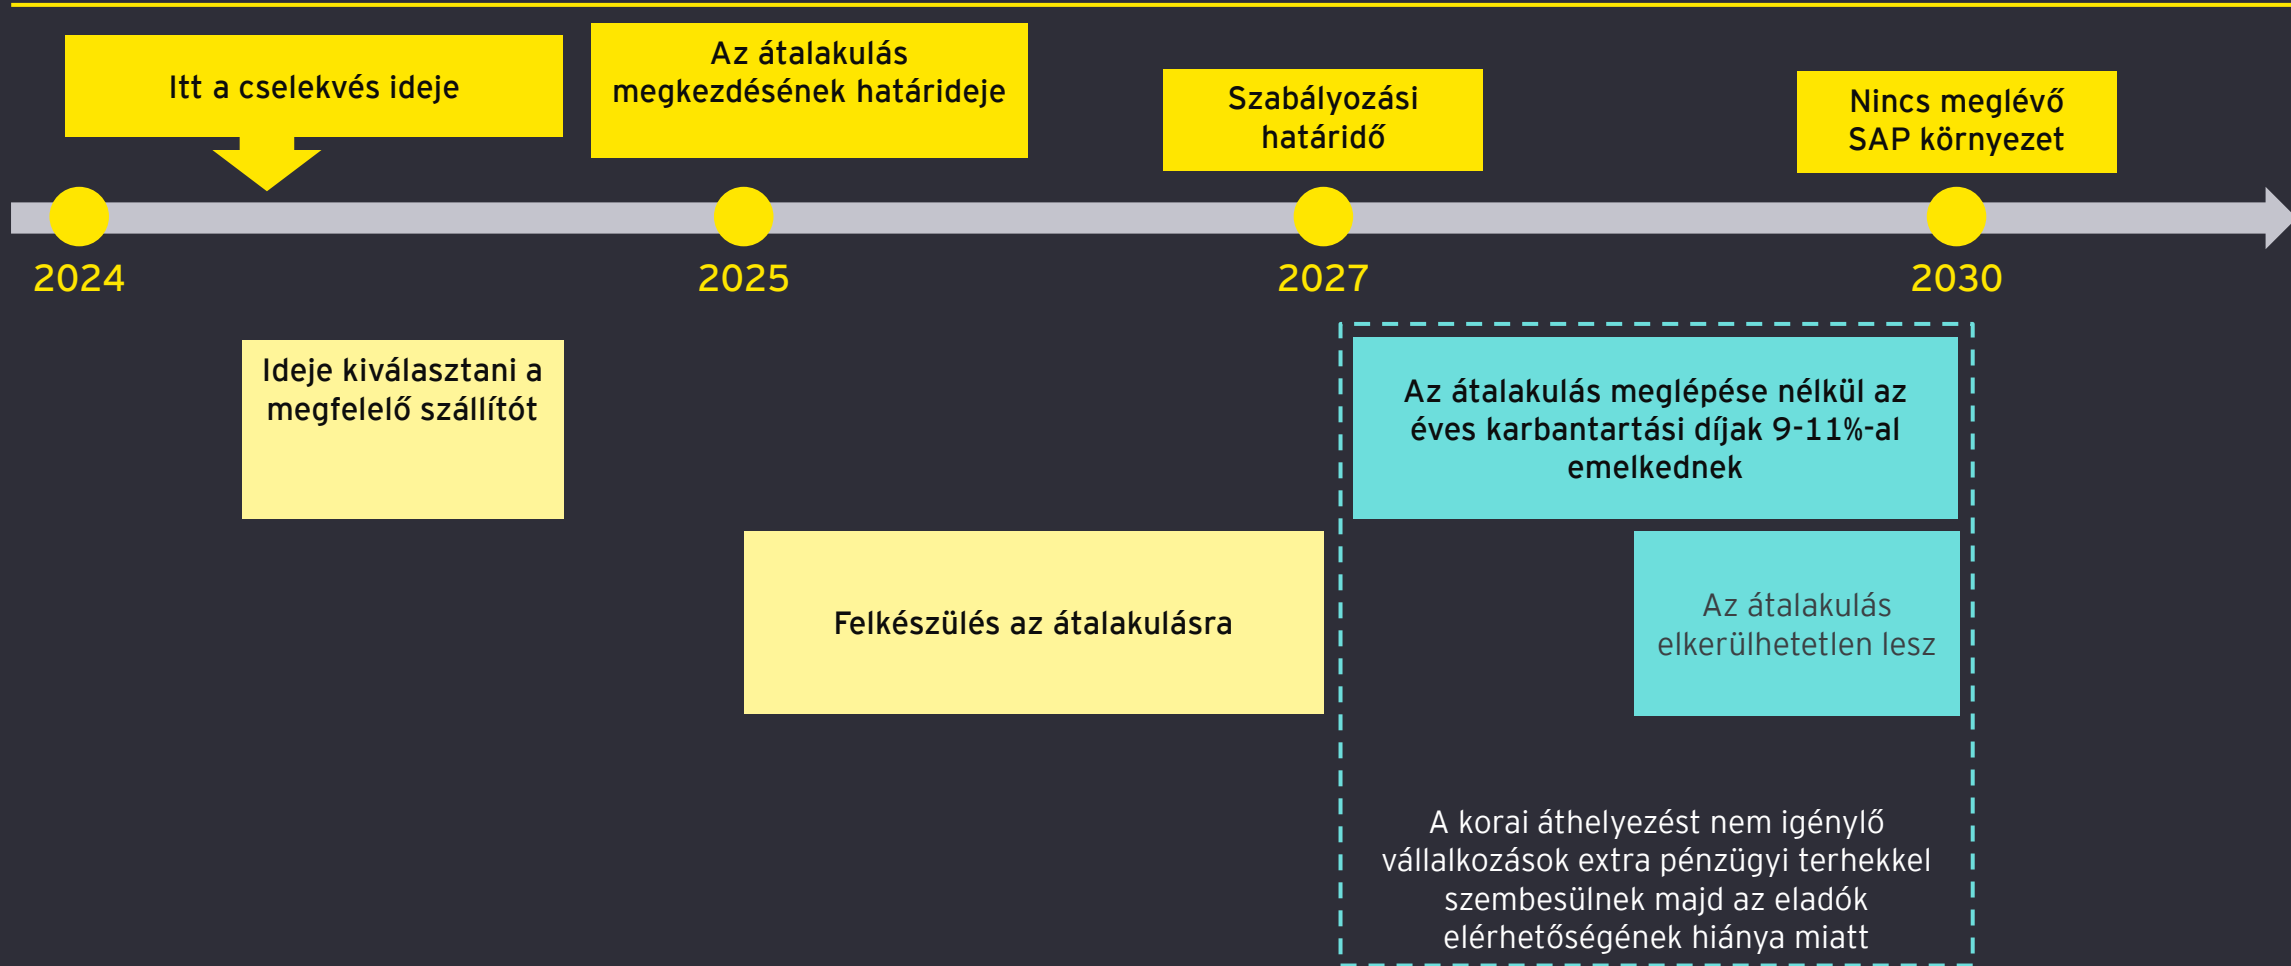 Itt a cselekvés ideje
Az átalakulás
megkezdésének határideje
Szabályozási
határidő
Nincs meglévő
SAP környezet
2024
2025
2027
2030
Ideje kiválasztani a
megfelelő szállítót
Az átalakulás meglépése nélkül az
éves karbantartási díjak 9-11%-al
emelkednek
Felkészülés az átalakulásra
Az átalakulás
elkerülhetetlen lesz
A korai áthelyezést nem igénylő
vállalkozások extra pénzügyi terhekkel
szembesülnek majd az eladók
elérhetőségének hiánya miatt